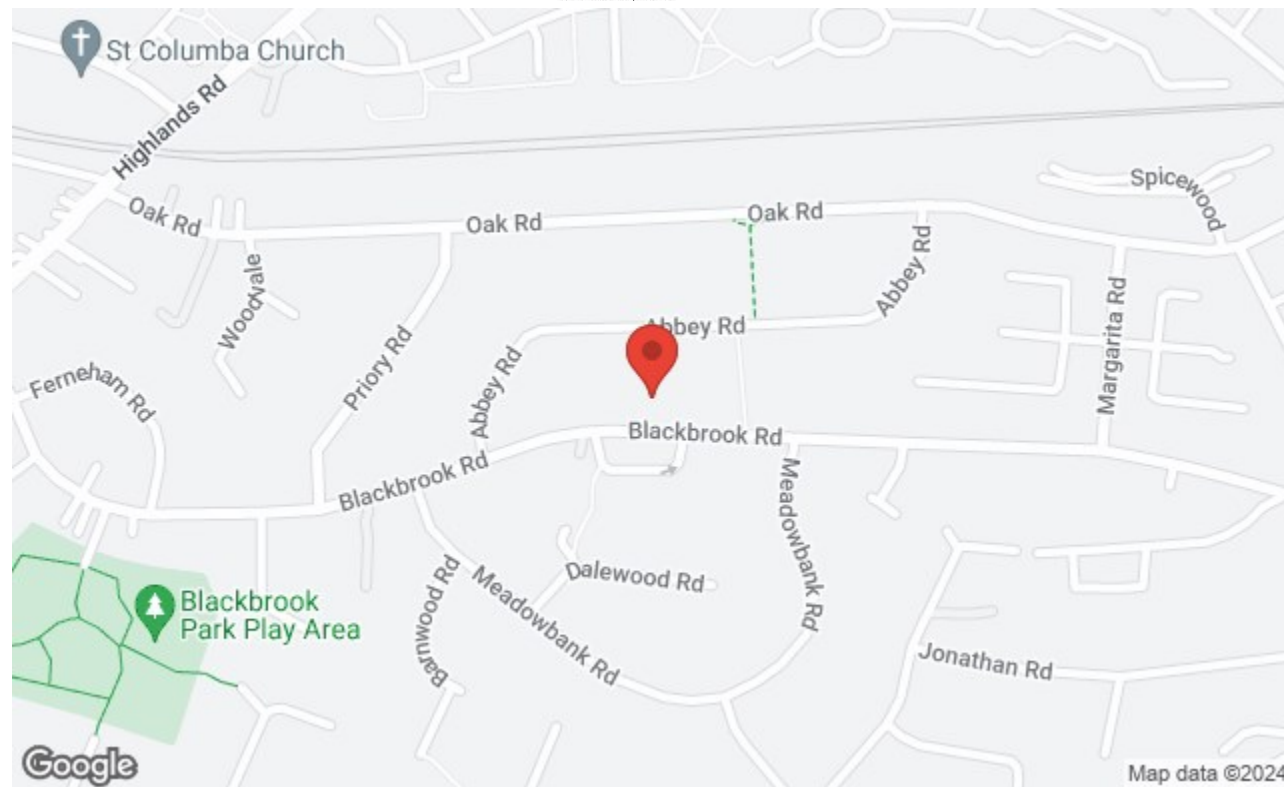 St Columba Church
Highlands Rd
Oak Rd
Oak Rd
Oak Rd
Spicewood
Woodvale
Abbey Rd
Margarita Rd
Abbey Rd
Priory Rd
Abbey Rd
Ferneham Rd
Blackbrook Rd
Blackbrook Rd
Meadowbank Rd
Dalewood Rd
Barnwood Rd
Meadowbank Rd
Blackbrook
Park Play Area
Jonathan Rd
Google
Map data ©2024